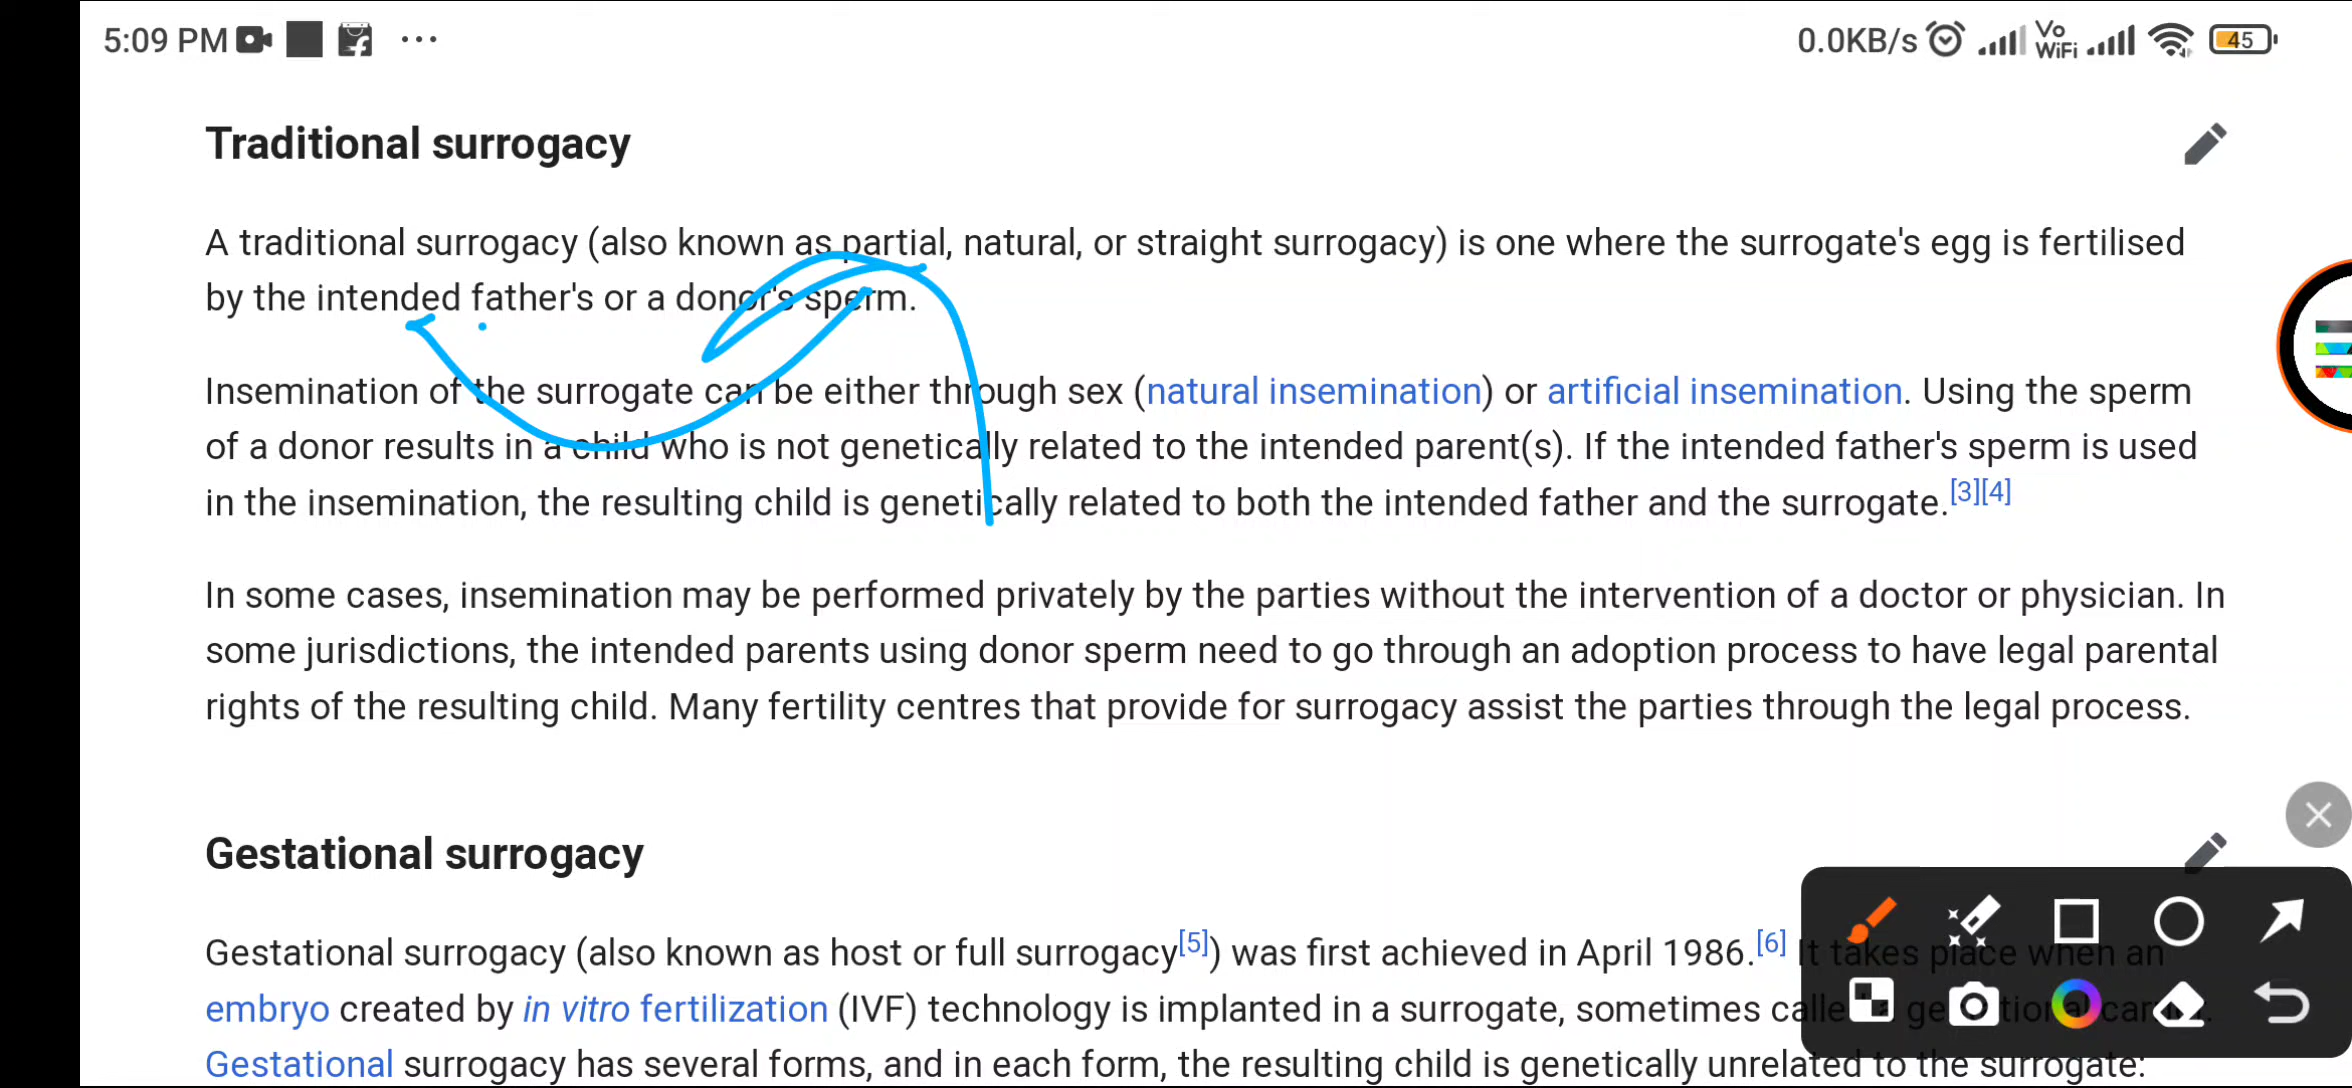 5:09 PM ... 0.0KB/s Vo WiFi 45
Traditional surrogacy
A traditional surrogacy (also known as partial, natural, or straight surrogacy) is one where the surrogate's egg is fertilised
by the intended father's or a donor's sperm.
Insemination of the surrogate can be either through sex (natural insemination) or artificial insemination. Using the sperm
of a donor results in a child who is not genetically related to the intended parent(s). If the intended father's sperm is used
in the insemination, the resulting child is genetically related to both the intended father and the surrogate.[3][4]
In some cases, insemination may be performed privately by the parties without the intervention of a doctor or physician. In
some jurisdictions, the intended parents using donor sperm need to go through an adoption process to have legal parental
rights of the resulting child. Many fertility centres that provide for surrogacy assist the parties through the legal process.
Gestational surrogacy
Gestational surrogacy (also known as host or full surrogacy[5]) was first achieved in April 1986.[6] It takes place when an
embryo created by in vitro fertilization (IVF) technology is implanted in a surrogate, sometimes
Gestational surrogacy has several forms, and in each form, the resulting child is genetically unrelated to the surrogate: